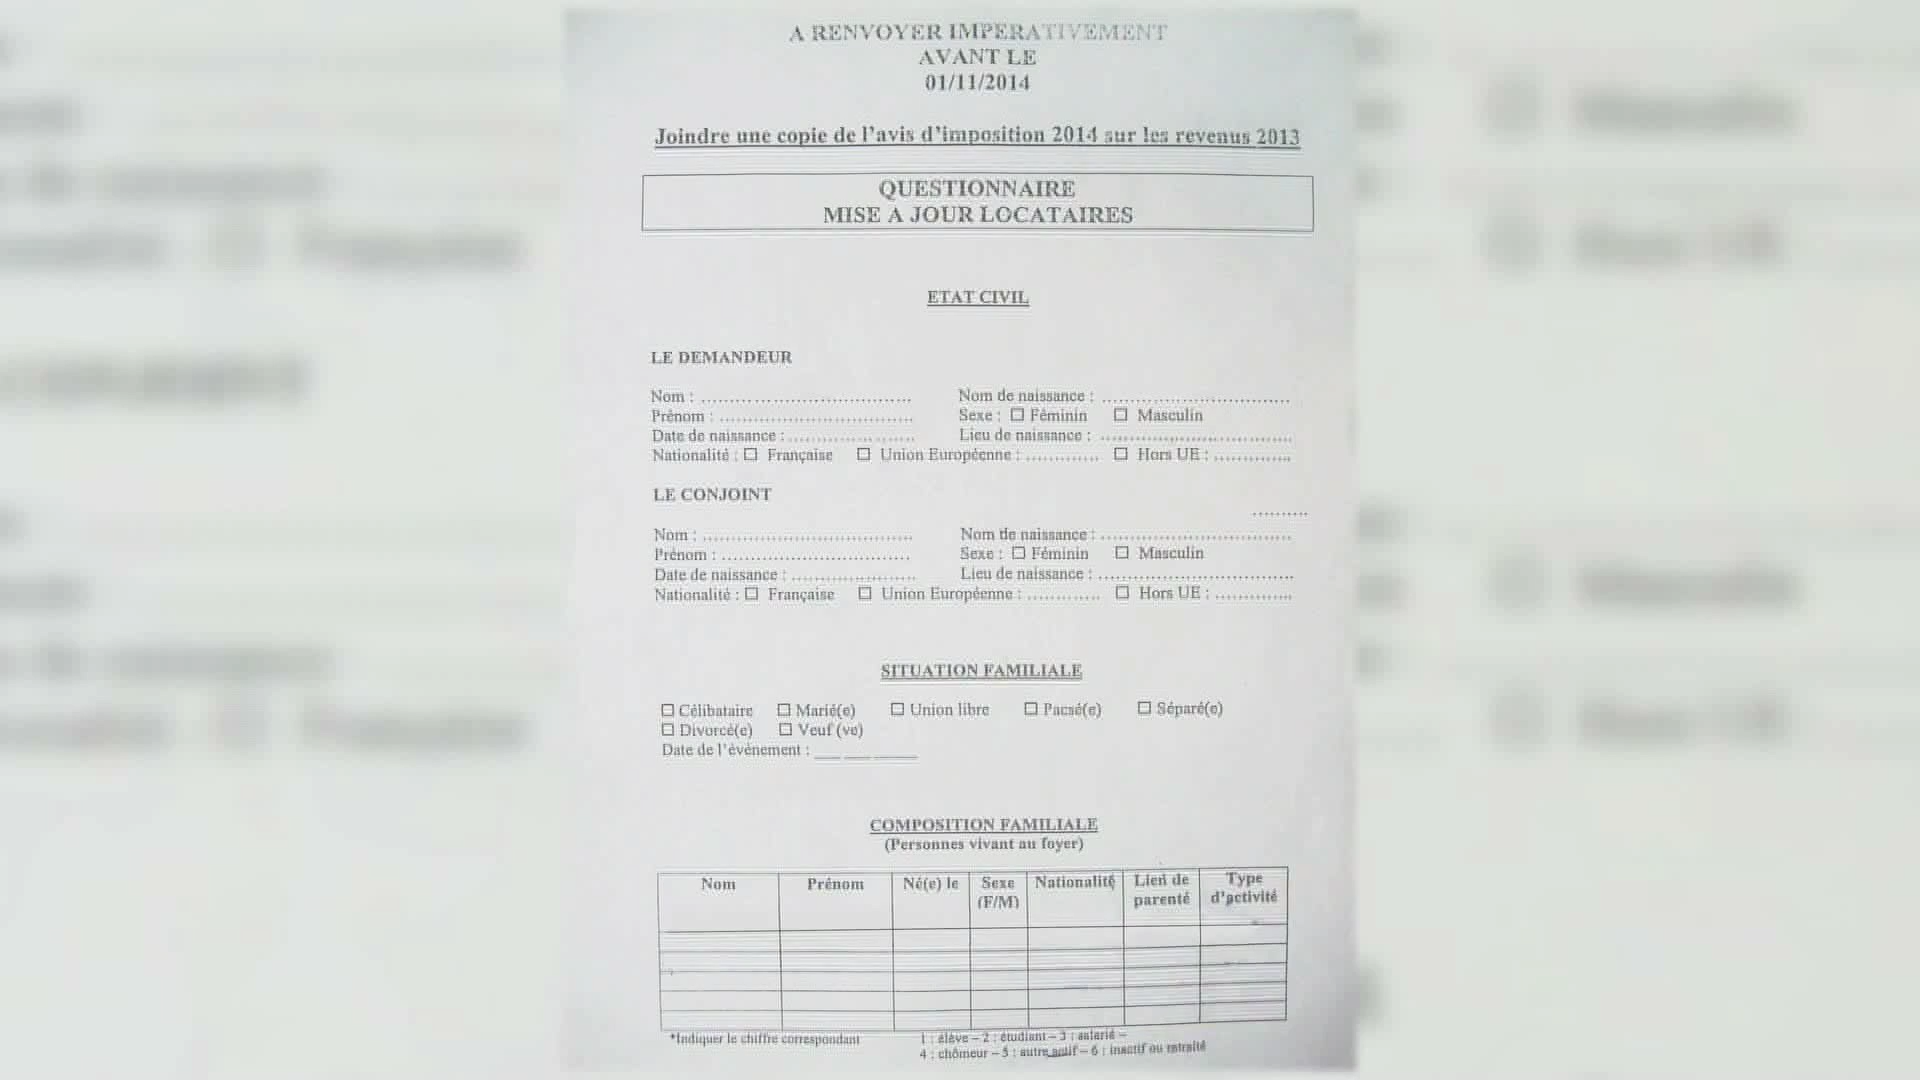 A RENVOYER IMPERATIVEMENT
AVANT LE
01/11/2014
Joindre une copie de l'avis d'imposition 2014 sur les revenus 2013
QUESTIONNAIRE
MISE A JOUR LOCATAIRES
ETAT CIVIL
LE DEMANDEUR
Nom : .................................... Nom de naissance : ................................
Prénom : .................................. Sexe : ☐ Féminin ☐ Masculin
Date de naissance : ...................... Lieu de naissance : .................................
Nationalité : ☐ Française ☐ Union Européenne : ............. ☐ Hors UE : ..............
LE CONJOINT
..........
Nom : .................................... Nom de naissance : .................................
Prénom : ................................. Sexe : ☐ Féminin ☐ Masculin
Date de naissance : ...................... Lieu de naissance : ..................................
Nationalité : ☐ Française ☐ Union Européenne : ............. ☐ Hors UE : ..............
SITUATION FAMILIALE
☐ Célibataire ☐ Marié(e) ☐ Union libre ☐ Pacsé(e) ☐ Séparé(e)
☐ Divorcé(e) ☐ Veuf (ve)
Date de l'événement : ___ ___ _____
COMPOSITION FAMILIALE
(Personnes vivant au foyer)
Nom Prénom Né(e) le Sexe (F/M) Nationalité Lien de parenté Type d'activité
*Indiquer le chiffre correspondant 1 : élève – 2 : étudiant – 3 : salarié –
4 : chômeur – 5 : autre actif – 6 : inactif ou retraité